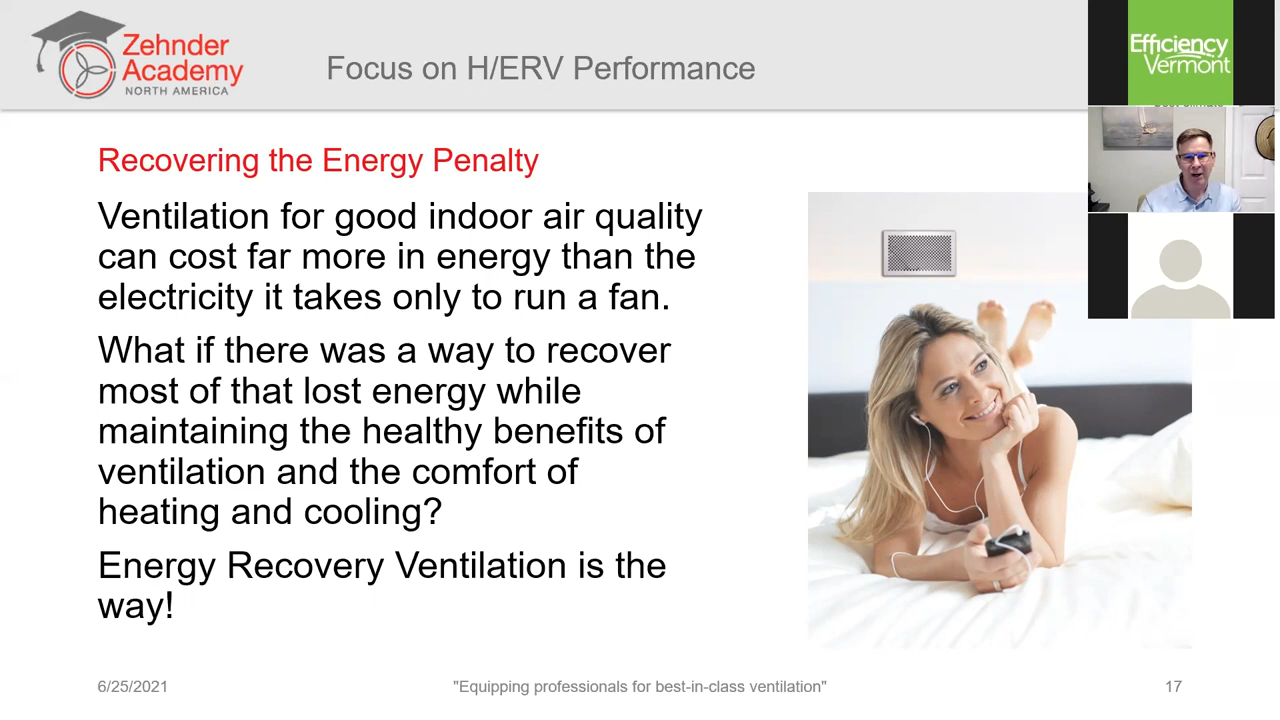 Zehnder
Academy
NORTH AMERICA
Focus on H/ERV Performance
Efficiency
Vermont
Recovering the Energy Penalty
Ventilation for good indoor air quality
can cost far more in energy than the
electricity it takes only to run a fan.
What if there was a way to recover
most of that lost energy while
maintaining the healthy benefits of
ventilation and the comfort of
heating and cooling?
Energy Recovery Ventilation is the
way!
6/25/2021
"Equipping professionals for best-in-class ventilation"
17